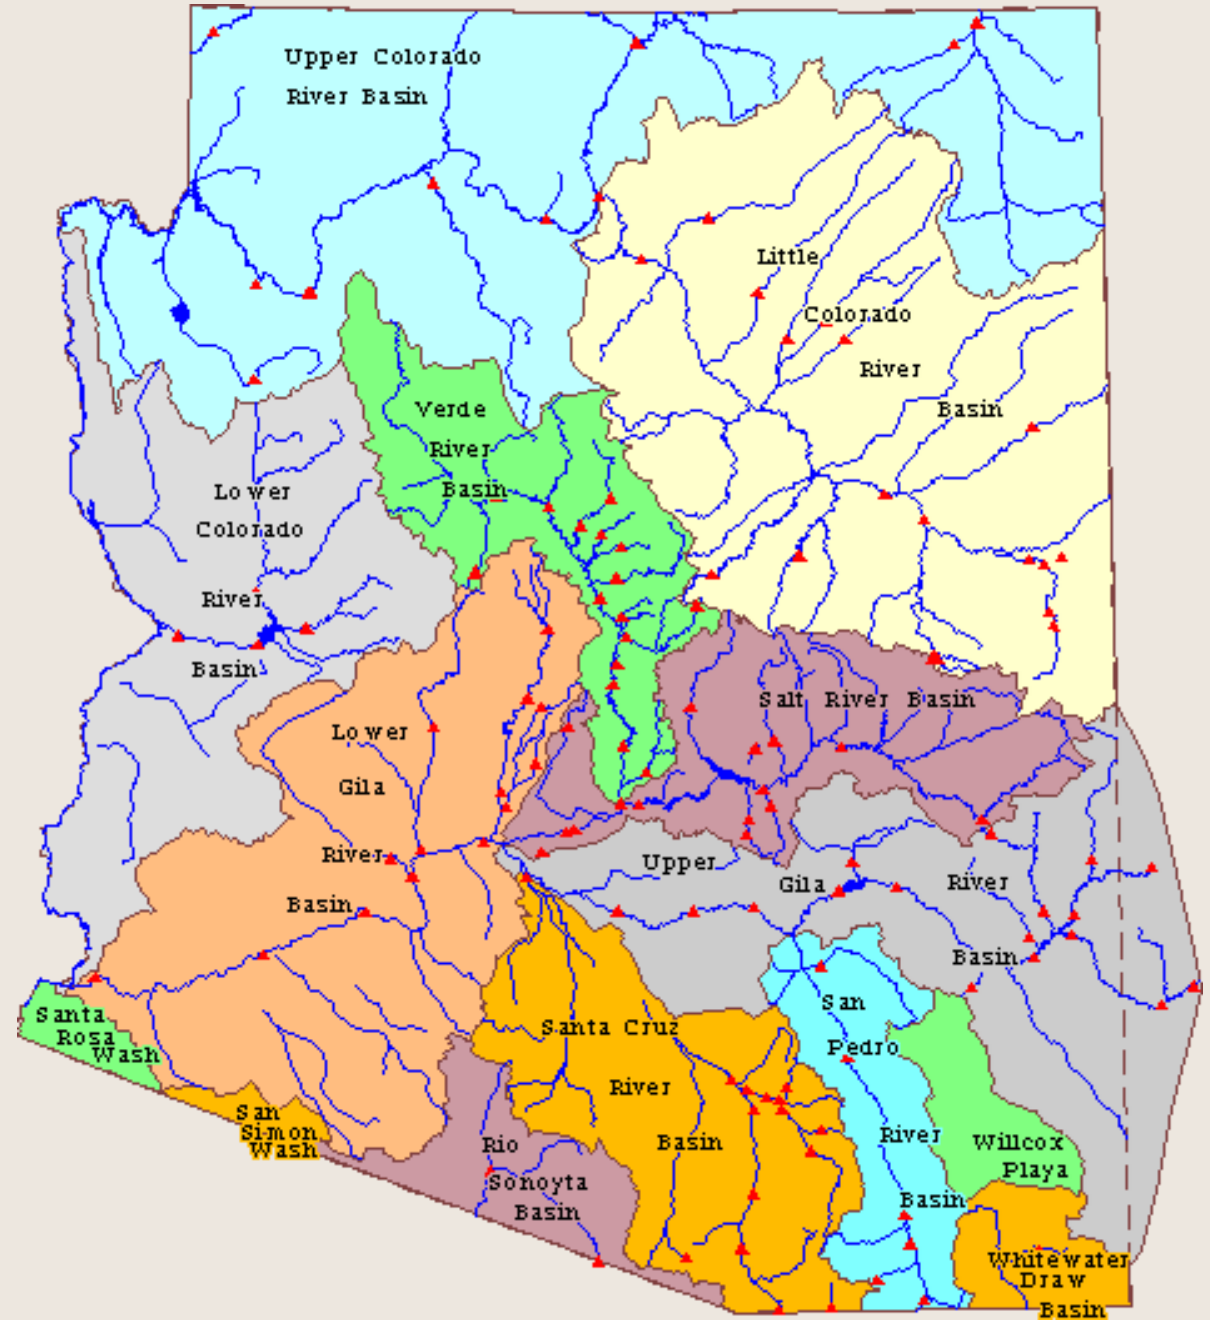 Upper Colorado
River Basin
Little
Colorado
River
Basin
Verde
River
Basin
Lower
Colorado
River
Basin
Salt River Basin
Lower
Gila
River
Basin
Upper
Gila
River
Basin
Santa
Rosa
Wash
San
Simon
Wash
Rio
Sonoyta
Basin
Santa Cruz
River
Basin
San
Pedro
River
Basin
Willcox
Playa
Whitewater
Draw
Basin